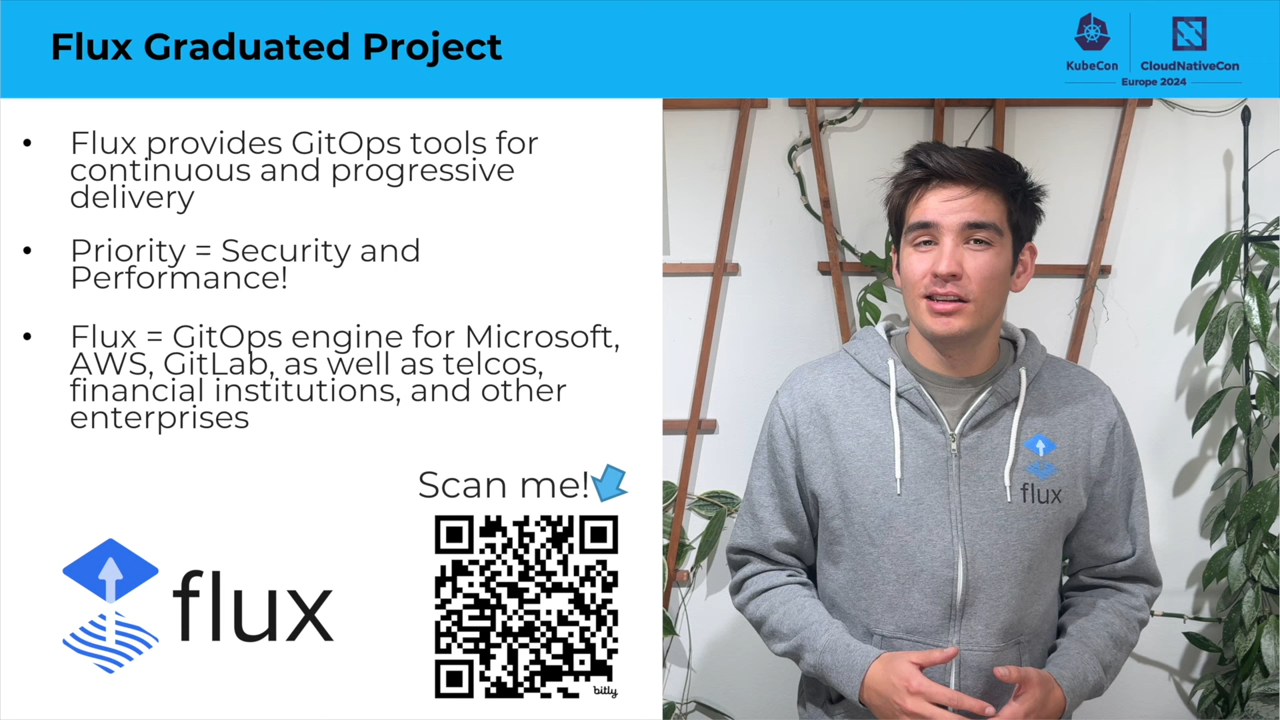 Flux Graduated Project
KubeCon
CloudNativeCon
Europe 2024
• Flux provides GitOps tools for
continuous and progressive
delivery
• Priority = Security and
Performance!
• Flux = GitOps engine for Microsoft,
AWS, GitLab, as well as telcos,
financial institutions, and other
enterprises
Scan me!
flux
bitly
flux